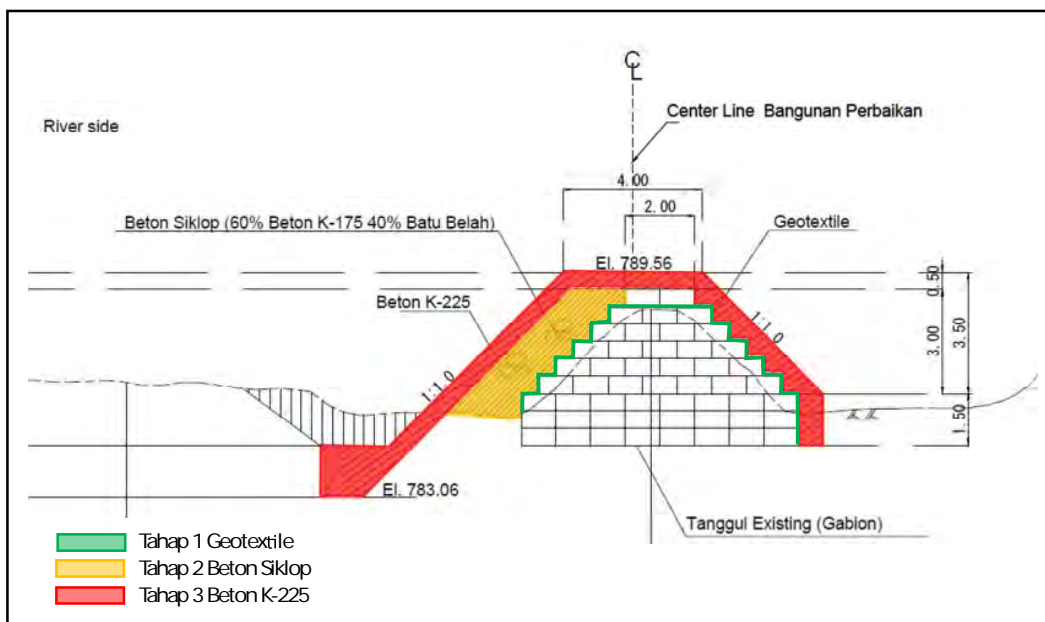 CL
River side
Center Line Bangunan Perbaikan
4.00
2.00
Beton Siklop (60% Beton K-175 40% Batu Belah)
Geotextile
El. 789.56
Beton K-225
0.50
3.00
3.50
1:1.0
1:1.0
1.50
El. 783.06
Tanggul Existing (Gabion)
Tahap 1 Geotextile
Tahap 2 Beton Siklop
Tahap 3 Beton K-225